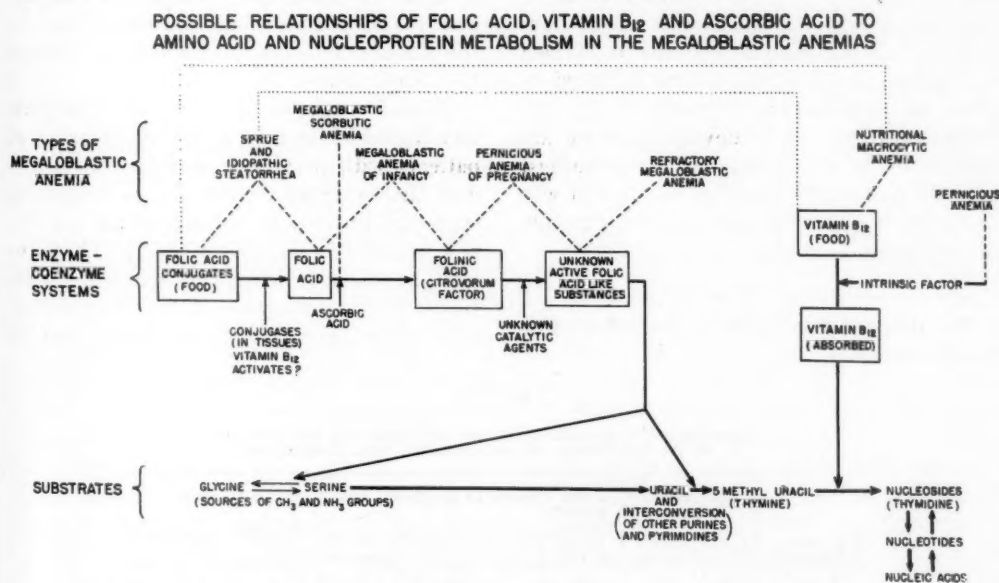 POSSIBLE RELATIONSHIPS OF FOLIC ACID, VITAMIN B12 AND ASCORBIC ACID TO
AMINO ACID AND NUCLEOPROTEIN METABOLISM IN THE MEGALOBLASTIC ANEMIAS
TYPES OF
MEGALOBLASTIC
ANEMIA
SPRUE
AND
IDIOPATHIC
STEATORRHEA
MEGALOBLASTIC
SCORBUTIC
ANEMIA
MEGALOBLASTIC
ANEMIA
OF INFANCY
PERNICIOUS
ANEMIA
OF PREGNANCY
REFRACTORY
MEGALOBLASTIC
ANEMIA
NUTRITIONAL
MACROCYTIC
ANEMIA
PERNICIOUS
ANEMIA
ENZYME –
COENZYME
SYSTEMS
FOLIC ACID
CONJUGATES
(FOOD)
FOLIC
ACID
FOLINIC
ACID
(CITROVORUM
FACTOR)
UNKNOWN
ACTIVE FOLIC
ACID LIKE
SUBSTANCES
VITAMIN B12
(FOOD)
INTRINSIC FACTOR
VITAMIN B12
(ABSORBED)
CONJUGASES
(IN TISSUES)
VITAMIN B12
ACTIVATES ?
ASCORBIC
ACID
UNKNOWN
CATALYTIC
AGENTS
SUBSTRATES
GLYCINE
SERINE
(SOURCES OF CH3 AND NH3 GROUPS)
URACIL
AND
INTERCONVERSION
OF OTHER PURINES
AND PYRIMIDINES
5 METHYL URACIL
(THYMINE)
NUCLEOSIDES
(THYMIDINE)
NUCLEOTIDES
NUCLEIC ACIDS